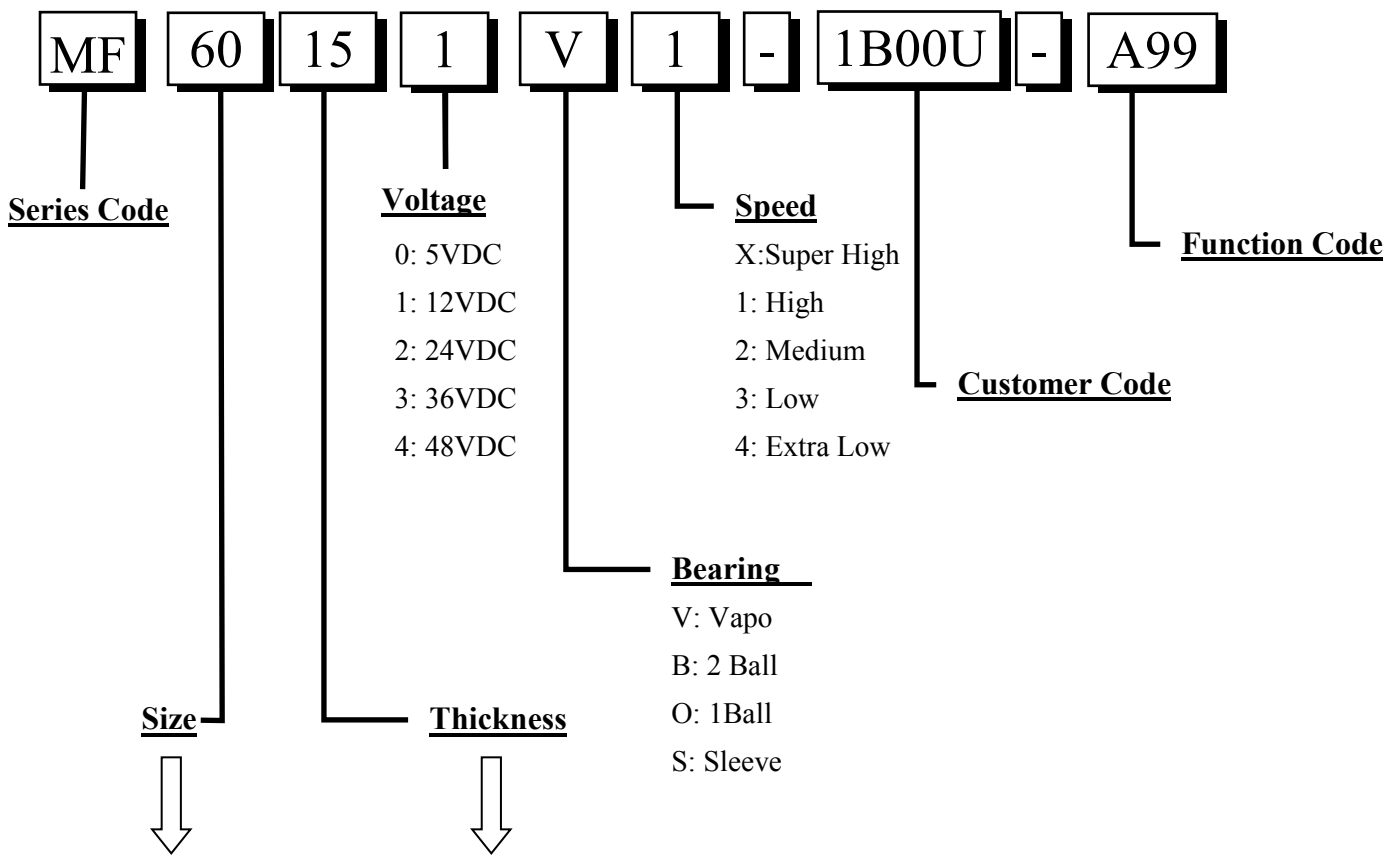 MF 60 15 1 V 1 - 1B00U - A99
Series Code
Voltage
0: 5VDC
1: 12VDC
2: 24VDC
3: 36VDC
4: 48VDC
Speed
X:Super High
1: High
2: Medium
3: Low
4: Extra Low
Function Code
Customer Code
Bearing
V: Vapo
B: 2 Ball
O: 1Ball
S: Sleeve
Size
Thickness